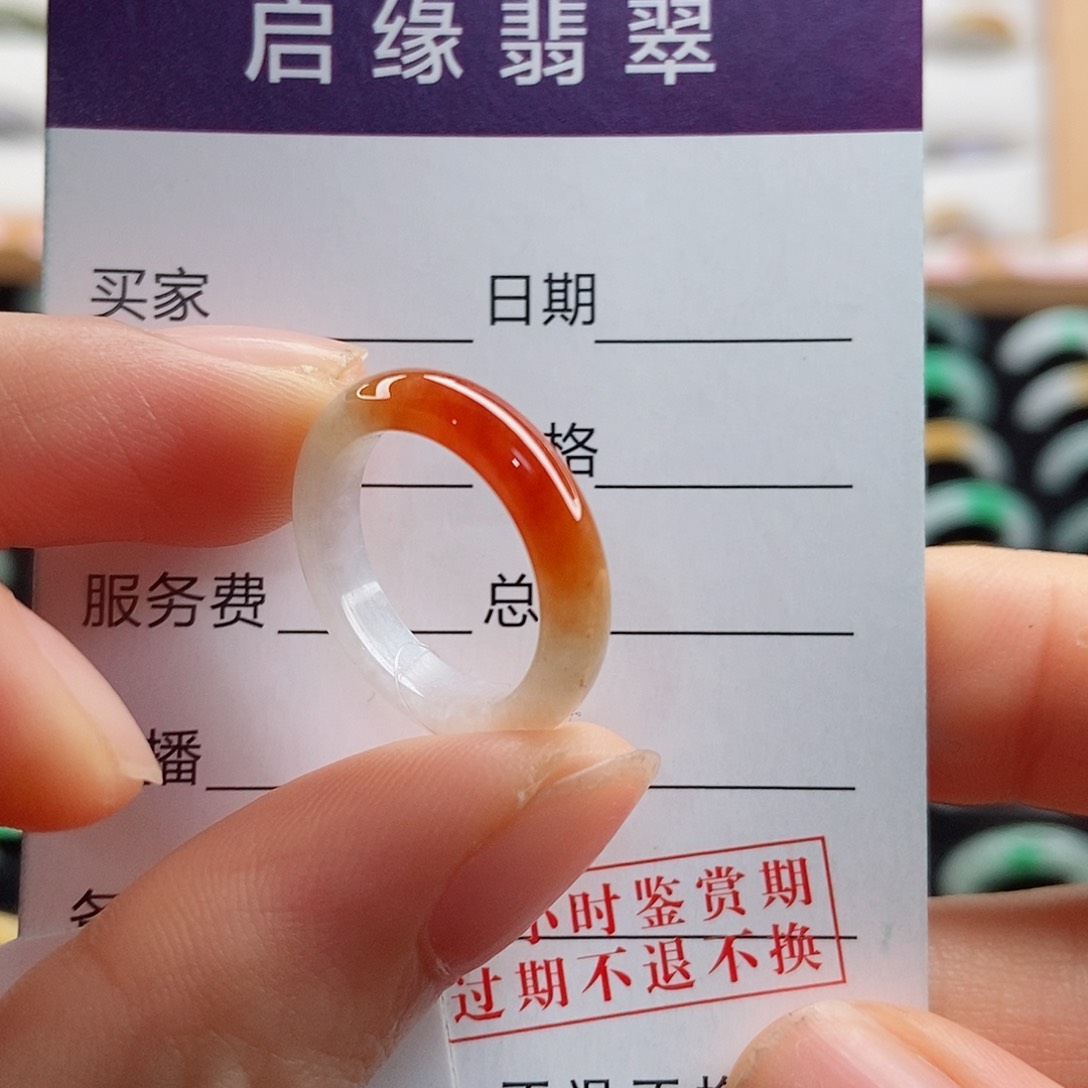 启缘翡翠
买家 日期
格
服务费 总
播
小时鉴赏期
过期不退不换